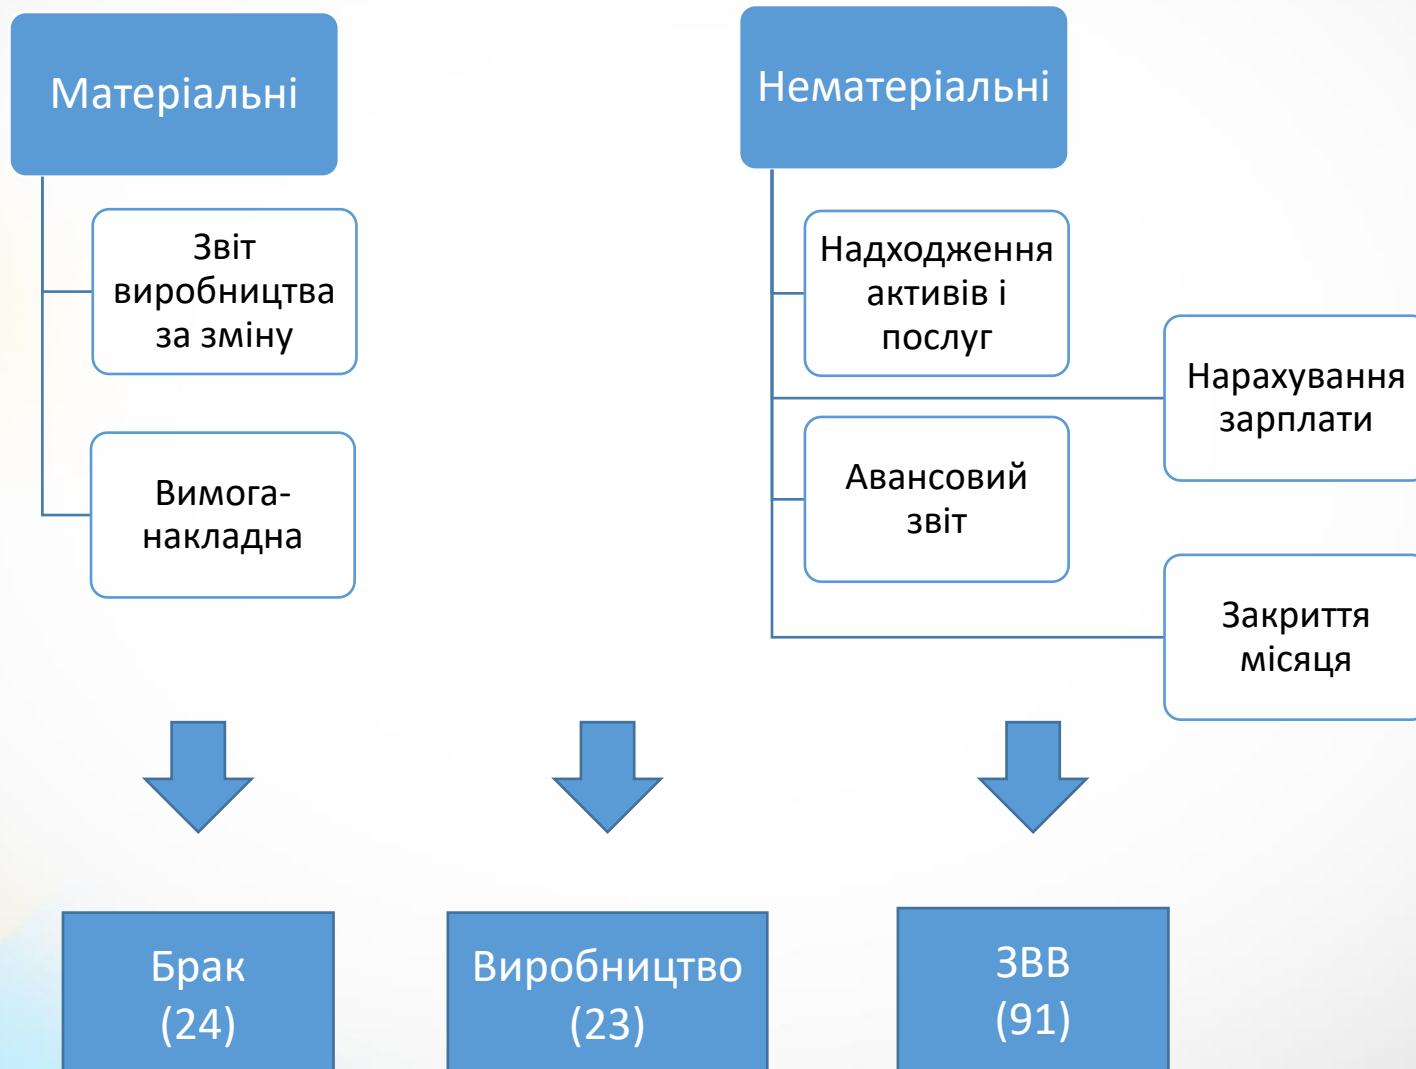 Матеріальні
Нематеріальні
Звіт
виробництва
за зміну
Вимога-
накладна
Надходження
активів і
послуг
Нарахування
зарплати
Авансовий
звіт
Закриття
місяця
Брак
(24)
Виробництво
(23)
ЗВВ
(91)